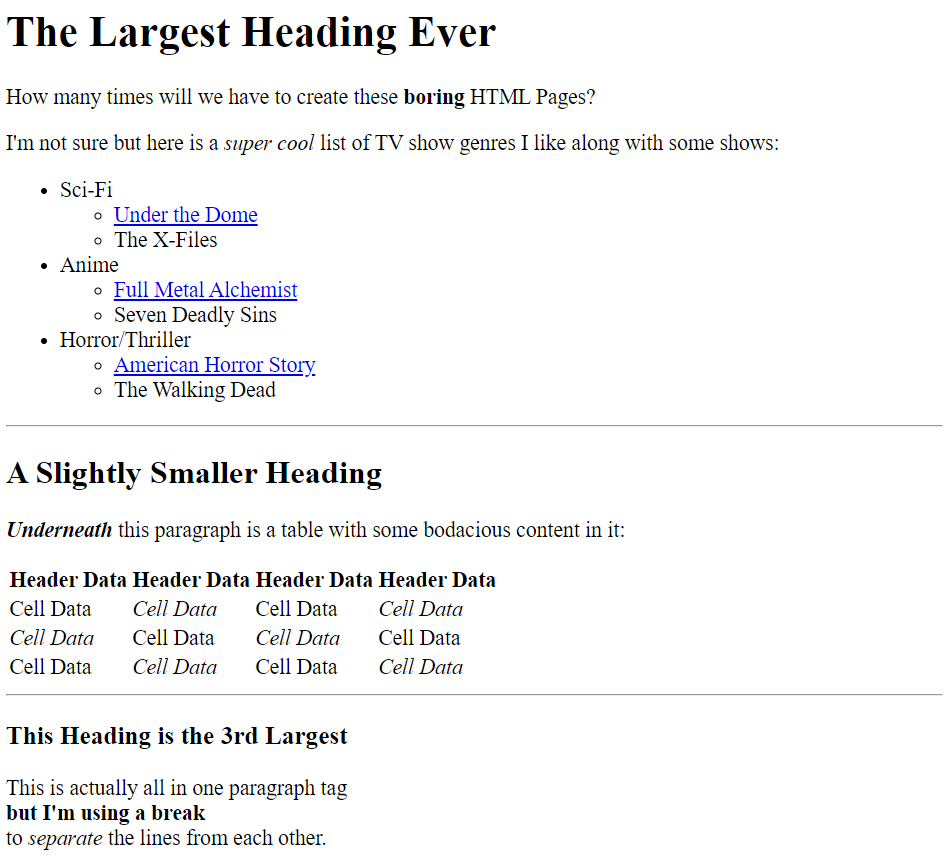 The Largest Heading Ever
How many times will we have to create these boring HTML Pages?
I'm not sure but here is a super cool list of TV show genres I like along with some shows:
Sci-Fi
Under the Dome
The X-Files
Anime
Full Metal Alchemist
Seven Deadly Sins
Horror/Thriller
American Horror Story
The Walking Dead
A Slightly Smaller Heading
Underneath this paragraph is a table with some bodacious content in it:
Header Data Header Data Header Data Header Data
Cell Data Cell Data Cell Data Cell Data
Cell Data Cell Data Cell Data Cell Data
Cell Data Cell Data Cell Data Cell Data
This Heading is the 3rd Largest
This is actually all in one paragraph tag
but I'm using a break
to separate the lines from each other.